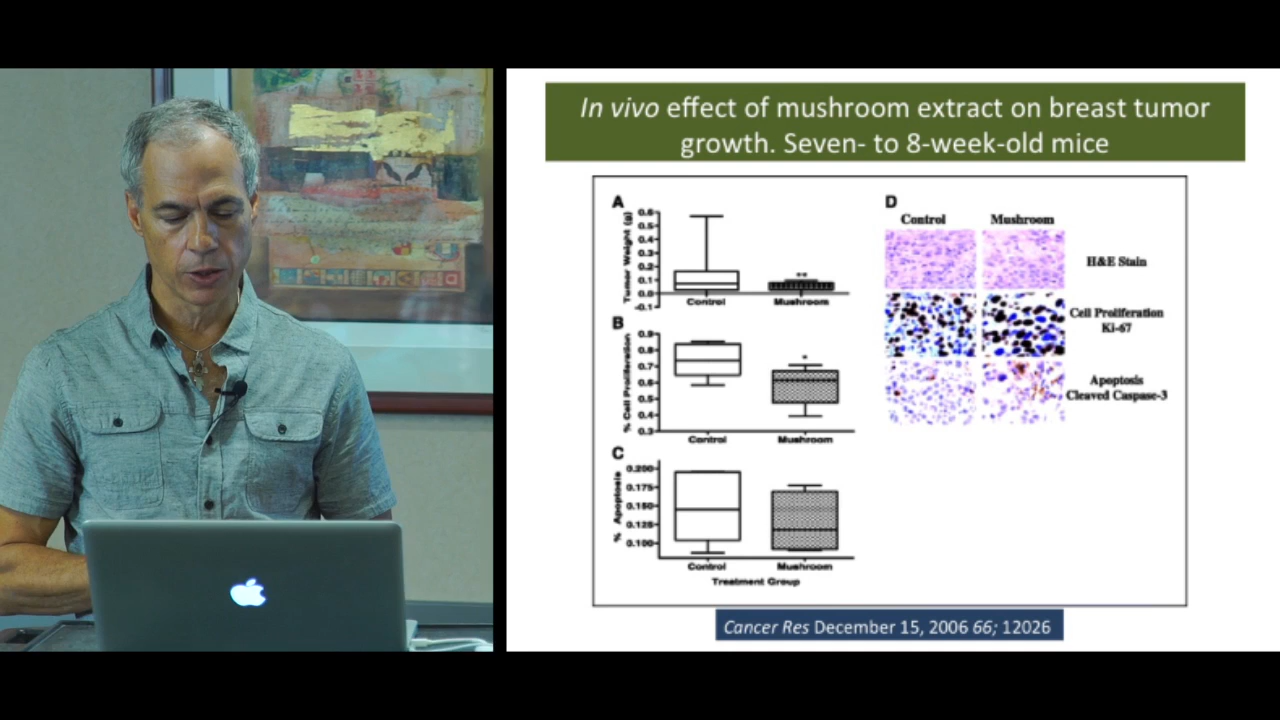 In vivo effect of mushroom extract on breast tumor
growth. Seven- to 8-week-old mice
A
Tumor Weight (g)
0.6
0.5
0.4
0.3
0.2
0.1
0.0
-0.1
**
Control
Mushroom
B
% Cell Proliferation
0.9
0.8
0.7
0.6
0.5
0.4
0.3
*
Control
Mushroom
C
% Apoptosis
0.200
0.175
0.150
0.125
0.100
Control
Mushroom
Treatment Group
D
Control
Mushroom
H&E Stain
Cell Proliferation
Ki-67
Apoptosis
Cleaved Caspase-3
Cancer Res December 15, 2006 66; 12026